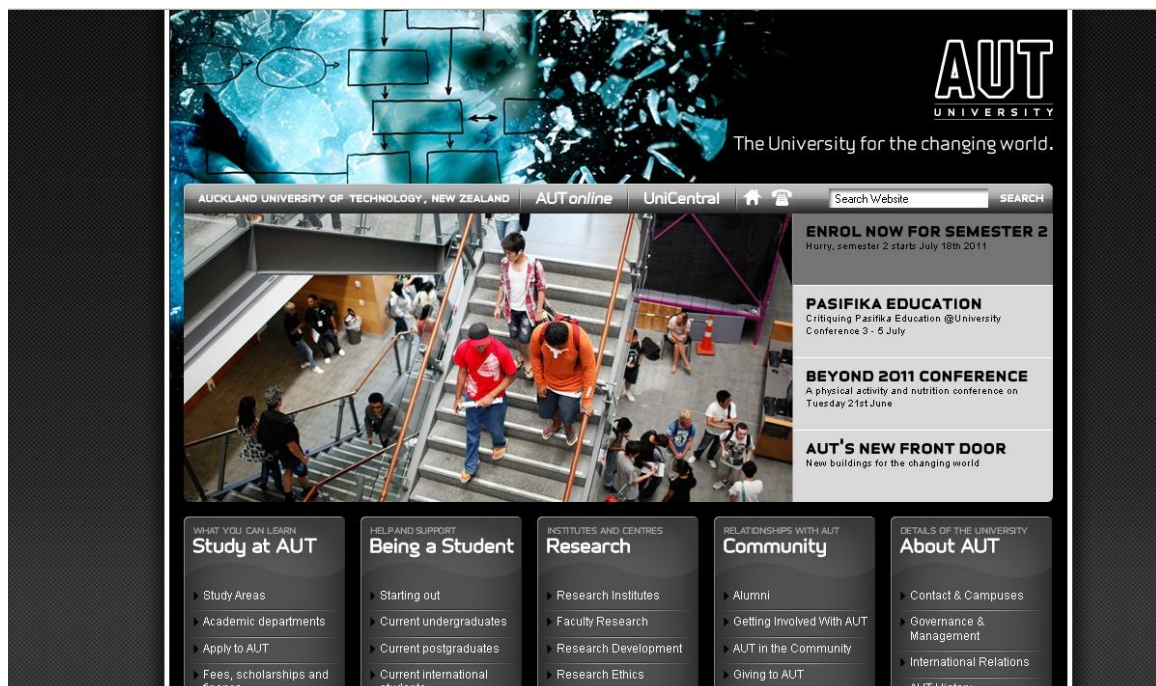 AUT
UNIVERSITY
The University for the changing world.
AUCKLAND UNIVERSITY OF TECHNOLOGY, NEW ZEALAND
AUTonline
UniCentral
Search Website
SEARCH
ENROL NOW FOR SEMESTER 2
Hurry, semester 2 starts July 18th 2011
PASIFIKA EDUCATION
Critiquing Pasifika Education @University
Conference 3 - 5 July
BEYOND 2011 CONFERENCE
A physical activity and nutrition conference on
Tuesday 21st June
AUT'S NEW FRONT DOOR
New buildings for the changing world
WHAT YOU CAN LEARN
Study at AUT
Study Areas
Academic departments
Apply to AUT
Fees, scholarships and
finance
HELP AND SUPPORT
Being a Student
Starting out
Current undergraduates
Current postgraduates
Current international
students
INSTITUTES AND CENTRES
Research
Research Institutes
Faculty Research
Research Development
Research Ethics
RELATIONSHIPS WITH AUT
Community
Alumni
Getting Involved With AUT
AUT in the Community
Giving to AUT
DETAILS OF THE UNIVERSITY
About AUT
Contact & Campuses
Governance &
Management
International Relations
AUT History